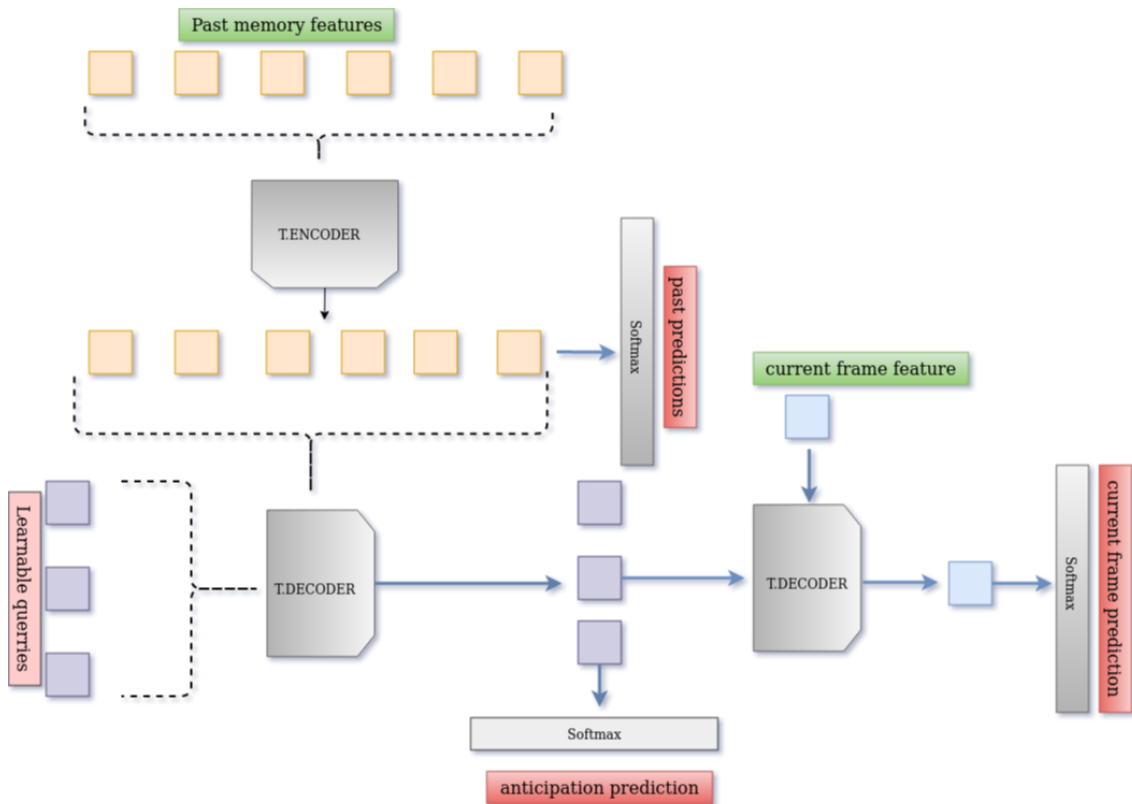 Past memory features
T.ENCODER
Softmax
past predictions
current frame feature
Learnable querries
T.DECODER
T.DECODER
Softmax
current frame prediction
Softmax
anticipation prediction